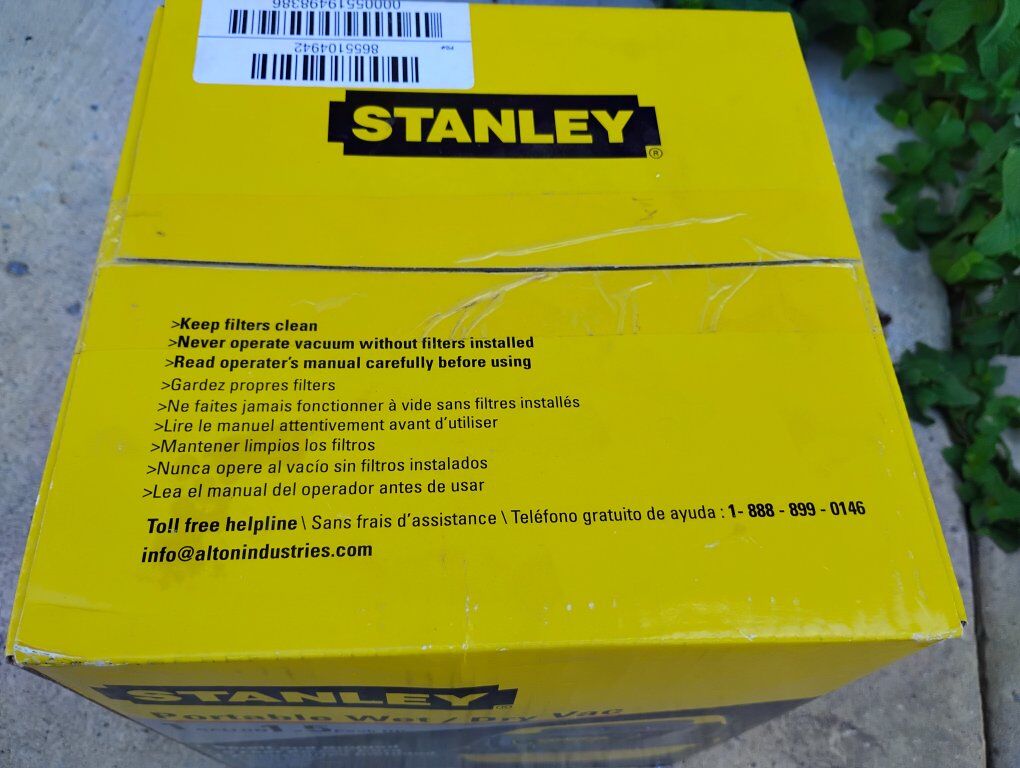 00005519498386
PG#
8655104942
STANLEY®
>Keep filters clean
>Never operate vacuum without filters installed
>Read operater's manual carefully before using
>Gardez propres filters
>Ne faites jamais fonctionner à vide sans filtres installés
>Lire le manuel attentivement avant d'utiliser
>Mantener limpios los filtros
>Nunca opere al vacío sin filtros instalados
>Lea el manual del operador antes de usar
Toll free helpline \ Sans frais d'assistance \ Teléfono gratuito de ayuda : 1- 888 - 899 - 0146
info@altonindustries.com
STANLEY®
Portable Wet / Dry Vac